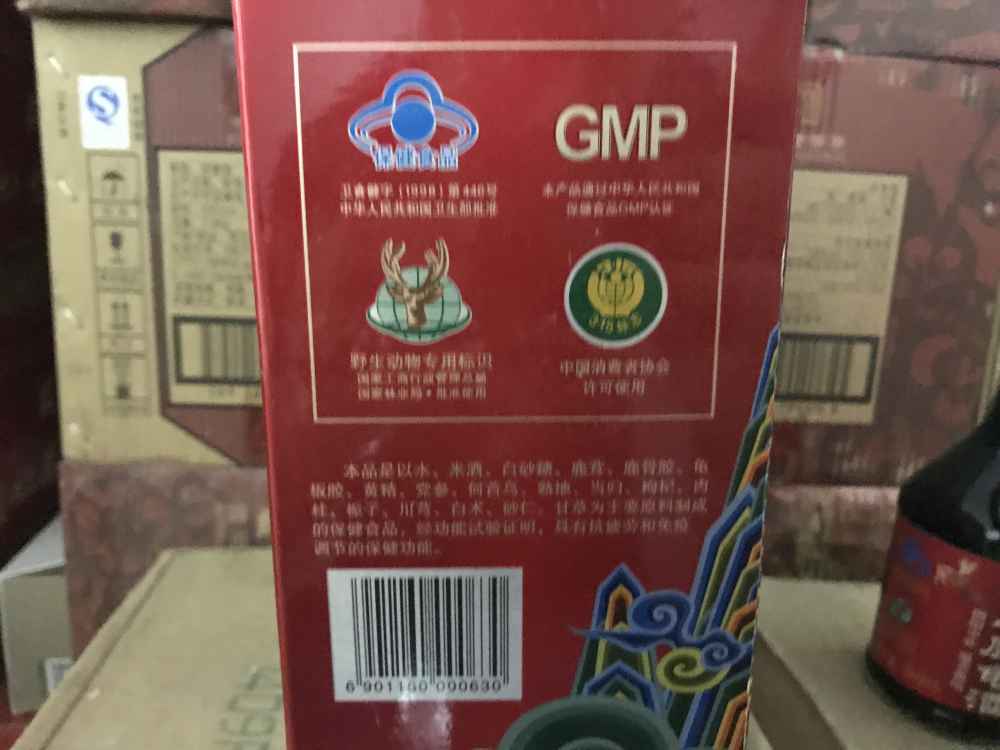 保健食品
GMP
卫食健字(1998)第446号
中华人民共和国卫生部批准
本产品通过中华人民共和国
保健食品GMP认证
野生动物专用标识
国家工商行政管理总局
国家林业局·批准使用
中国消费者协会
许可使用
本品是以水、米酒、白砂糖、鹿茸、鹿骨胶、龟
板胶、黄精、党参、何首乌、熟地、当归、枸杞、肉
桂、栀子、川芎、白术、砂仁、甘草为主要原料制成
的保健食品，经功能试验证明，具有抗疲劳和免疫
调节的保健功能。
6 901160 090630